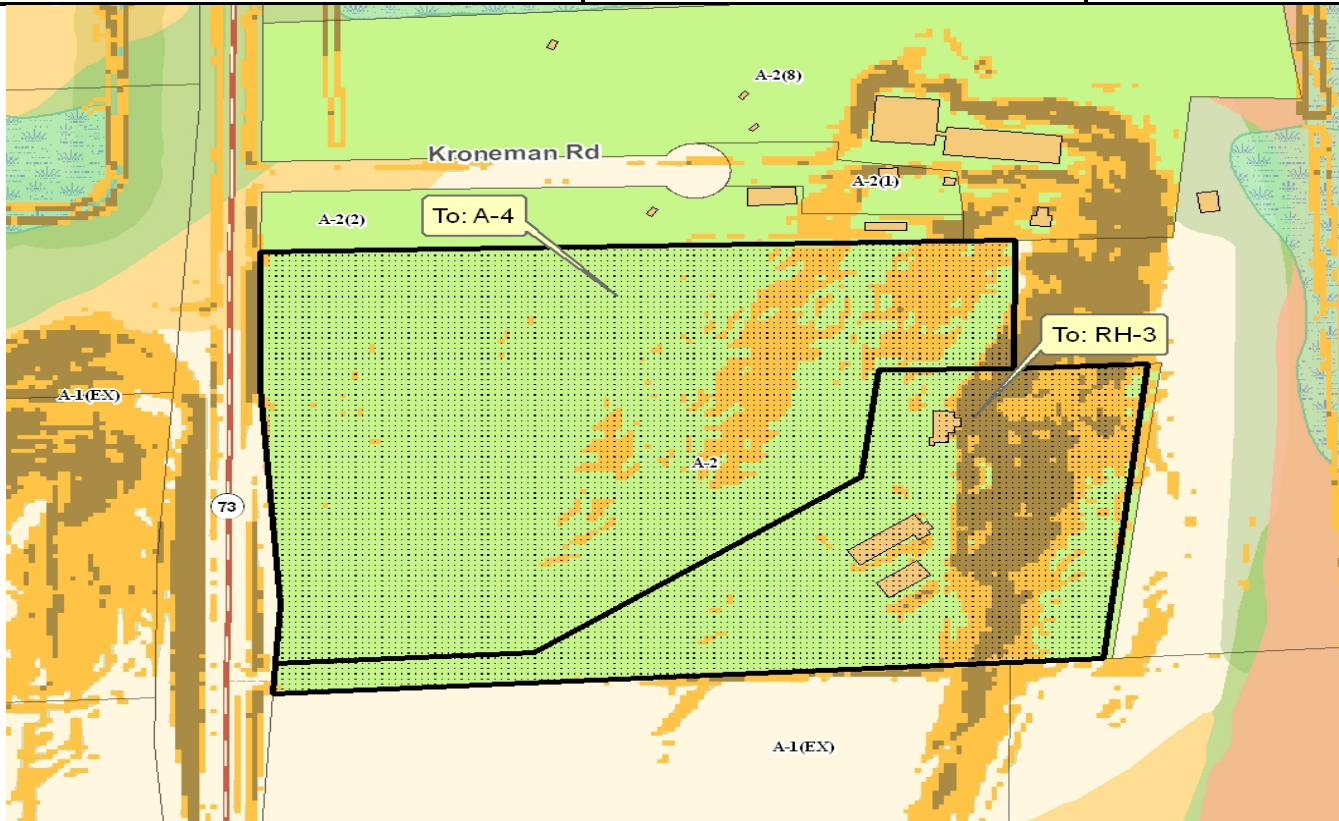 A-2(8)
Kroneman Rd
A-2(1)
A-2(2)
To: A-4
To: RH-3
A-1(EX)
A-2
73
A-1(EX)